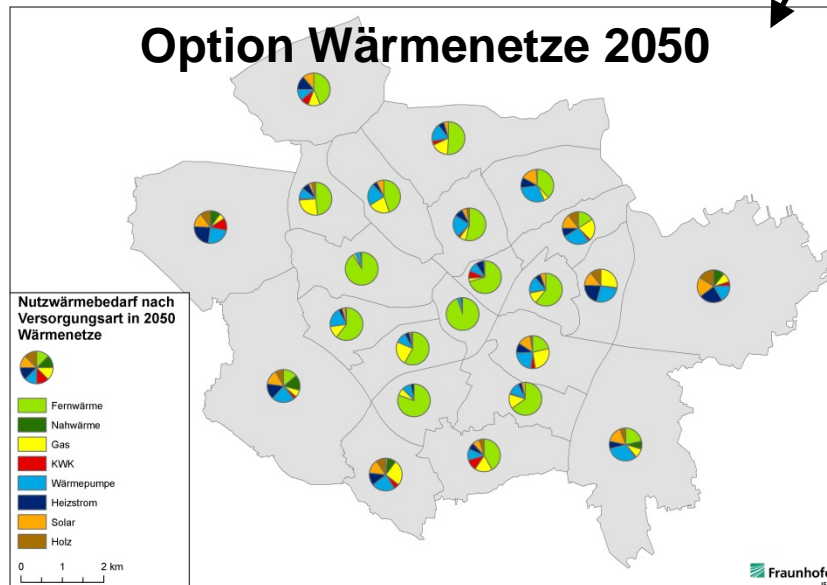 Option Wärmenetze 2050
Nutzwärmebedarf nach
Versorgungsart in 2050
Wärmenetze
Fernwärme
Nahwärme
Gas
KWK
Wärmepumpe
Heizstrom
Solar
Holz
0 1 2 km
Fraunhofer